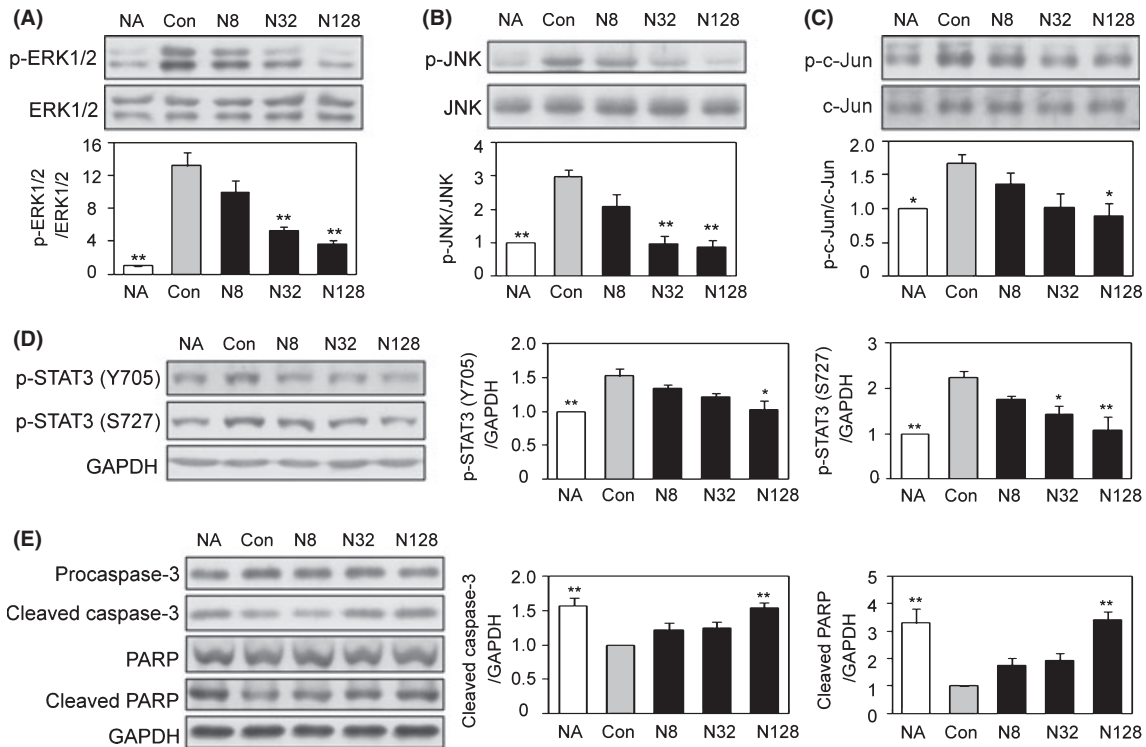 (A) NA Con N8 N32 N128
p-ERK1/2
ERK1/2
p-ERK1/2
/ERK1/2
16
12
8
4
0
**
**
**
NA Con N8 N32 N128
(B) NA Con N8 N32 N128
p-JNK
JNK
p-JNK/JNK
4
3
2
1
0
**
**
**
NA Con N8 N32 N128
(C) NA Con N8 N32 N128
p-c-Jun
c-Jun
p-c-Jun/c-Jun
2.0
1.5
1.0
0.5
0
*
*
NA Con N8 N32 N128
(D) NA Con N8 N32 N128
p-STAT3 (Y705)
p-STAT3 (S727)
GAPDH
p-STAT3 (Y705)
/GAPDH
2.0
1.5
1.0
0.5
0
**
*
NA Con N8 N32 N128
p-STAT3 (S727)
/GAPDH
3
2
1
0
**
*
**
NA Con N8 N32 N128
(E) NA Con N8 N32 N128
Procaspase-3
Cleaved caspase-3
PARP
Cleaved PARP
GAPDH
Cleaved caspase-3
/GAPDH
2.0
1.5
1.0
0.5
0
**
**
NA Con N8 N32 N128
Cleaved PARP
/GAPDH
5
4
3
2
1
0
**
**
NA Con N8 N32 N128